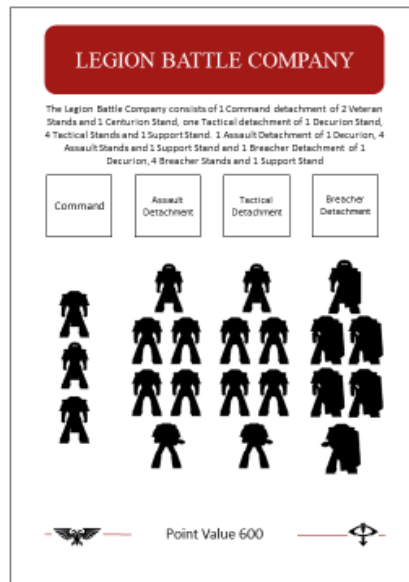 LEGION BATTLE COMPANY
The Legion Battle Company consists of 1 Command detachment of 2 Veteran
Stands and 1 Centurion Stand, one Tactical detachment of 1 Decurion Stand,
4 Tactical Stands and 1 Support Stand. 1 Assault Detachment of 1 Decurion, 4
Assault Stands and 1 Support Stand and 1 Breacher Detachment of 1
Decurion, 4 Breacher Stands and 1 Support Stand
Command
Assault
Detachment
Tactical
Detachment
Breacher
Detachment
Point Value 600